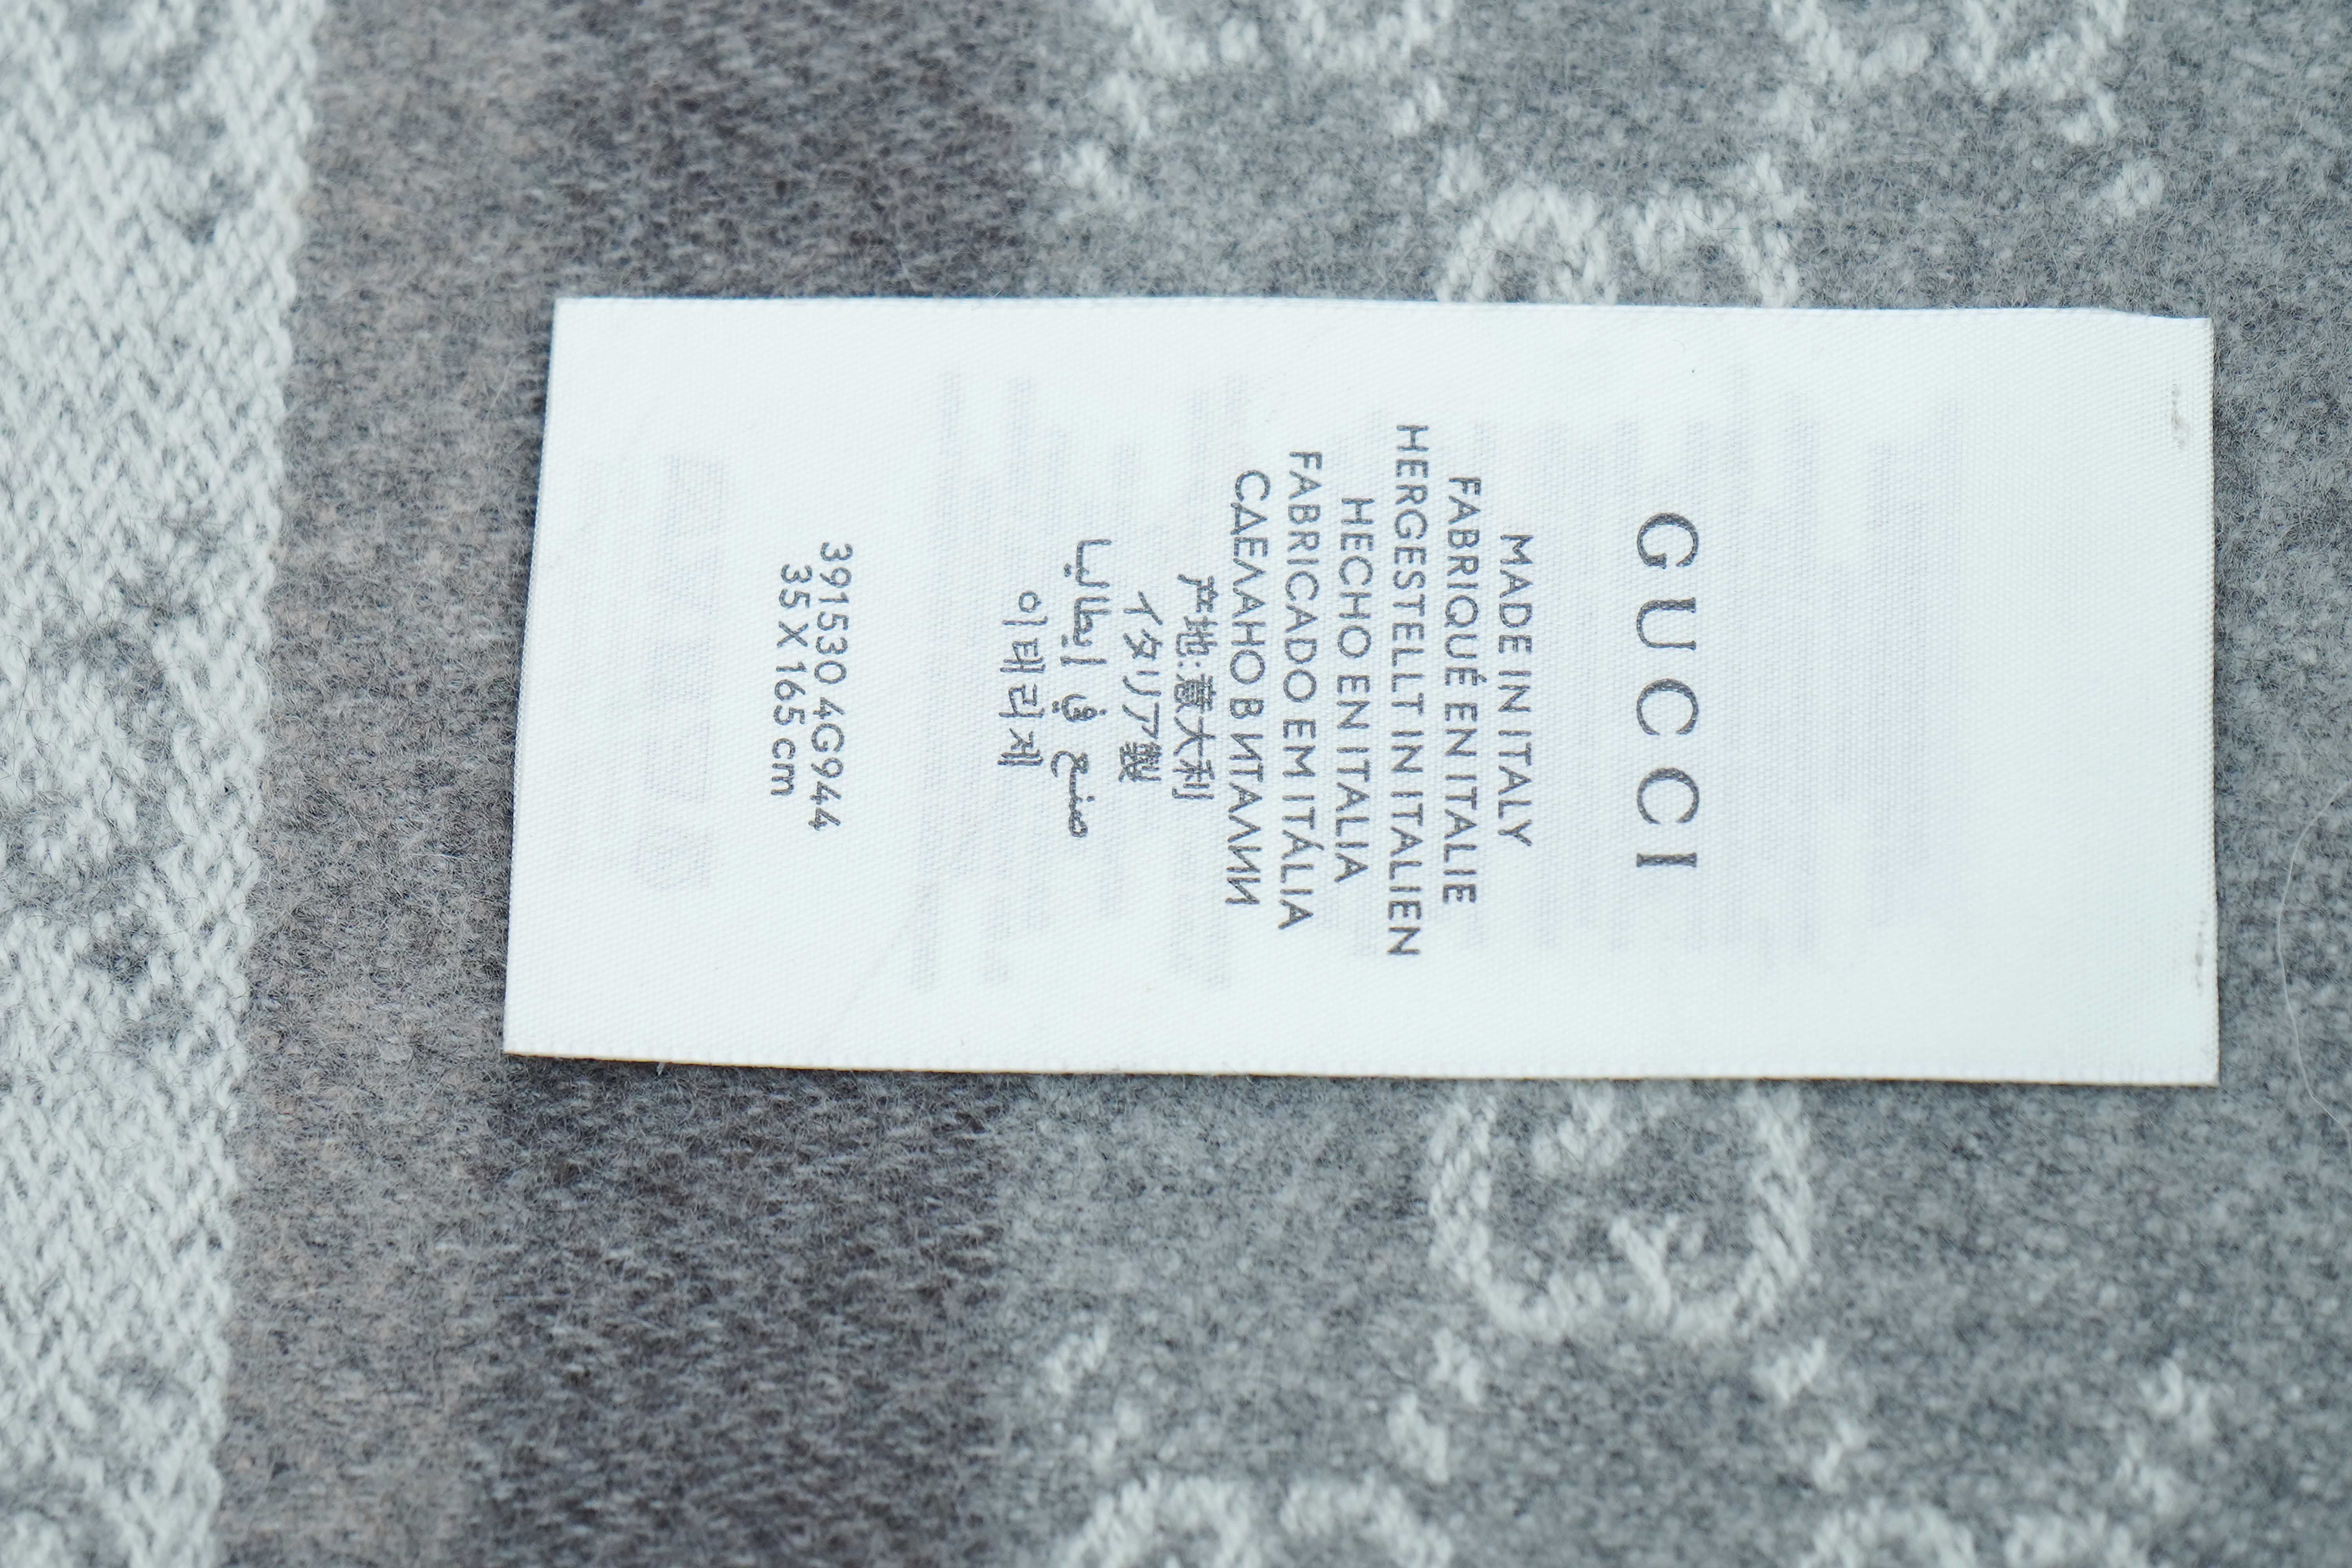 GUCCI
MADE IN ITALY
FABRIQUÉ EN ITALIE
HERGESTELLT IN ITALIEN
HECHO EN ITALIA
FABRICADO EM ITÁLIA
СДЕЛАНО В ИТАЛИИ
产地:意大利
イタリア製
صنع في إيطاليا
이태리제
391530 4G944
35 X 165 cm